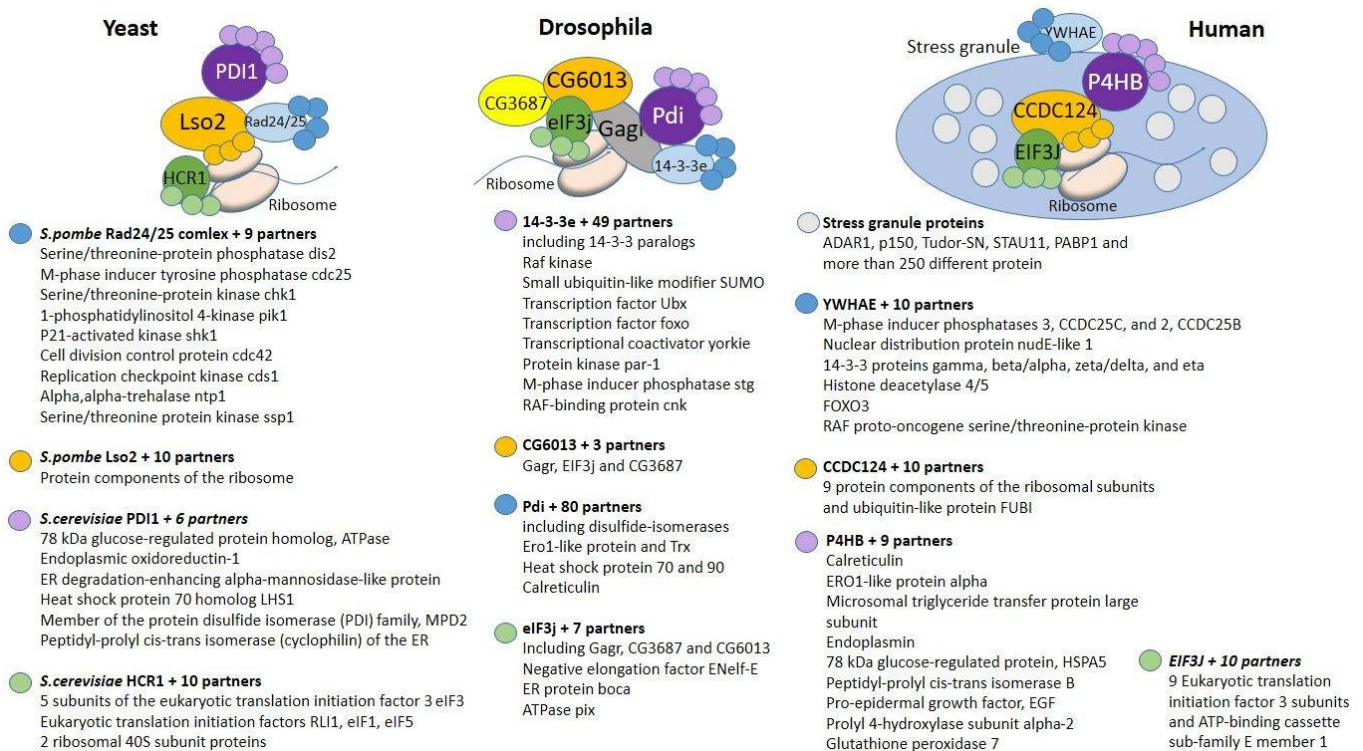 Yeast
PDI1
Lso2
Rad24/25
HCR1
Ribosome
S.pombe Rad24/25 comlex + 9 partners
Serine/threonine-protein phosphatase dis2
M-phase inducer tyrosine phosphatase cdc25
Serine/threonine-protein kinase chk1
1-phosphatidylinositol 4-kinase pik1
P21-activated kinase shk1
Cell division control protein cdc42
Replication checkpoint kinase cds1
Alpha,alpha-trehalase ntp1
Serine/threonine protein kinase ssp1
S.pombe Lso2 + 10 partners
Protein components of the ribosome
S.cerevisiae PDI1 + 6 partners
78 kDa glucose-regulated protein homolog, ATPase
Endoplasmic oxidoreductin-1
ER degradation-enhancing alpha-mannosidase-like protein
Heat shock protein 70 homolog LHS1
Member of the protein disulfide isomerase (PDI) family, MPD2
Peptidyl-prolyl cis-trans isomerase (cyclophilin) of the ER
S.cerevisiae HCR1 + 10 partners
5 subunits of the eukaryotic translation initiation factor 3 eIF3
Eukaryotic translation initiation factors RLI1, eIF1, eIF5
2 ribosomal 40S subunit proteins
Drosophila
CG6013
CG3687
eIF3j
Gagr
Pdi
14-3-3e
Ribosome
14-3-3e + 49 partners
including 14-3-3 paralogs
Raf kinase
Small ubiquitin-like modifier SUMO
Transcription factor Ubx
Transcription factor foxo
Transcriptional coactivator yorkie
Protein kinase par-1
M-phase inducer phosphatase stg
RAF-binding protein cnk
CG6013 + 3 partners
Gagr, EIF3j and CG3687
Pdi + 80 partners
including disulfide-isomerases
Ero1-like protein and Trx
Heat shock protein 70 and 90
Calreticulin
eIF3j + 7 partners
Including Gagr, CG3687 and CG6013
Negative elongation factor ENelf-E
ER protein boca
ATPase pix
Human
Stress granule
YWHAE
P4HB
CCDC124
EIF3J
Ribosome
Stress granule proteins
ADAR1, p150, Tudor-SN, STAU11, PABP1 and
more than 250 different protein
YWHAE + 10 partners
M-phase inducer phosphatases 3, CCDC25C, and 2, CCDC25B
Nuclear distribution protein nudE-like 1
14-3-3 proteins gamma, beta/alpha, zeta/delta, and eta
Histone deacetylase 4/5
FOXO3
RAF proto-oncogene serine/threonine-protein kinase
CCDC124 + 10 partners
9 protein components of the ribosomal subunits
and ubiquitin-like protein FUBI
P4HB + 9 partners
Calreticulin
ERO1-like protein alpha
Microsomal triglyceride transfer protein large
subunit
Endoplasmin
78 kDa glucose-regulated protein, HSPA5
Peptidyl-prolyl cis-trans isomerase B
Pro-epidermal growth factor, EGF
Prolyl 4-hydroxylase subunit alpha-2
Glutathione peroxidase 7
EIF3J + 10 partners
9 Eukaryotic translation
initiation factor 3 subunits
and ATP-binding cassette
sub-family E member 1